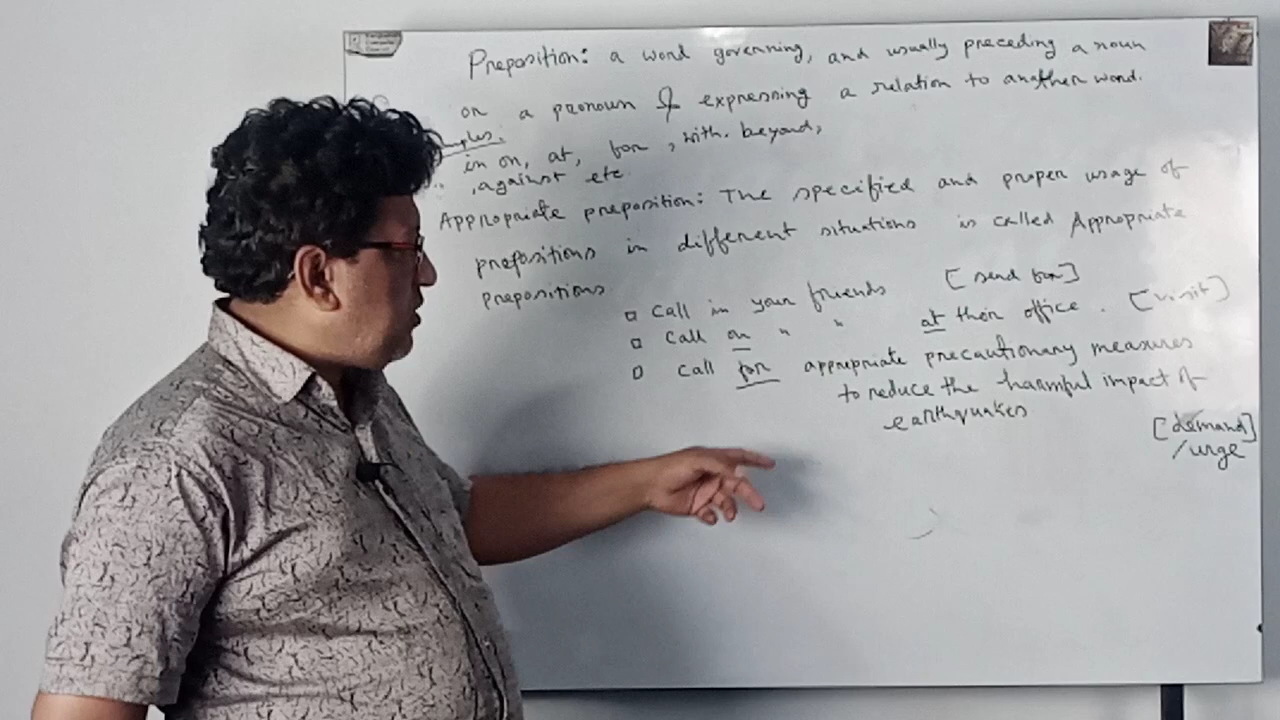 Preposition: a word governing, and usually preceding a noun
or a pronoun & expressing a relation to another word.
mples:
in on, at, for, with. beyond,
, against etc.
Appropriate preposition: The specified and proper usage of
prepositions in different situations is called Appropriate
prepositions.
□ call in your friends [send for]
□ call on " " at their office. [visit]
□ call for appropriate precautionary measures
to reduce the harmful impact of
earthquakes
[demand]
/urge